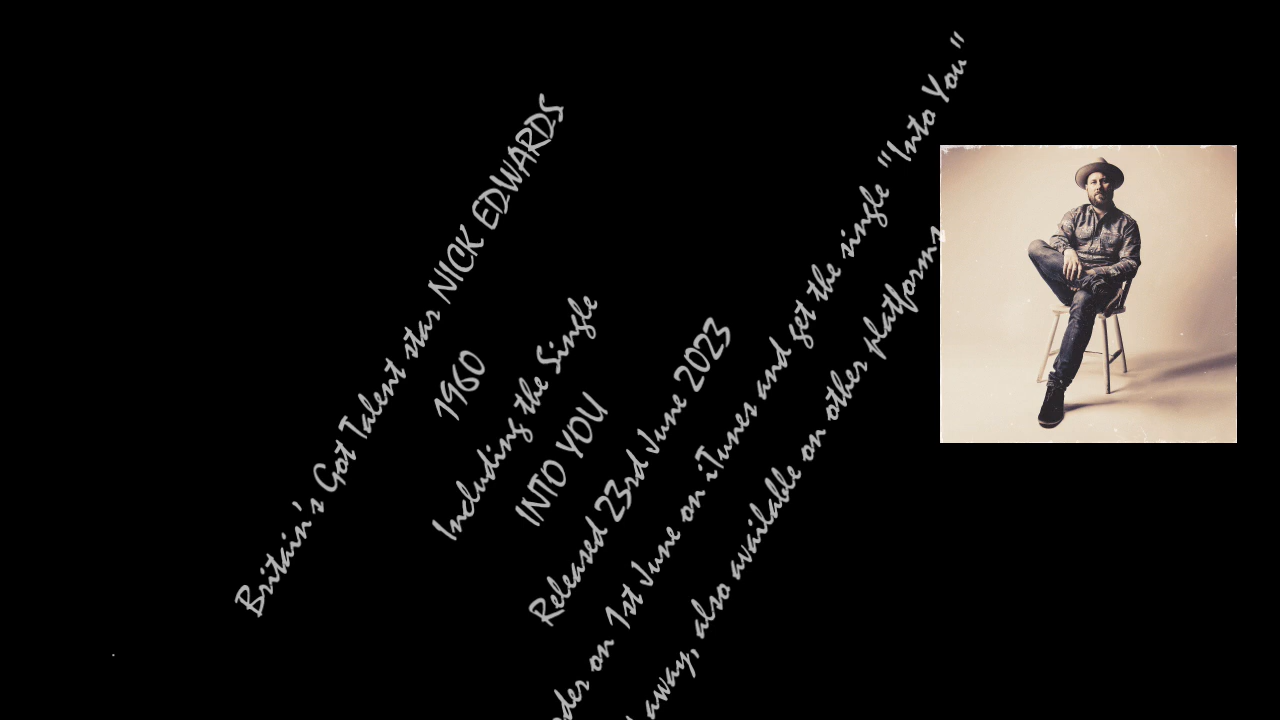 Britain's Got Talent star NICK EDWARDS
1960
Including the Single
INTO YOU
Released 23rd June 2023
on 1st June on iTunes and get the single "Into You"
away, also available on other platforms